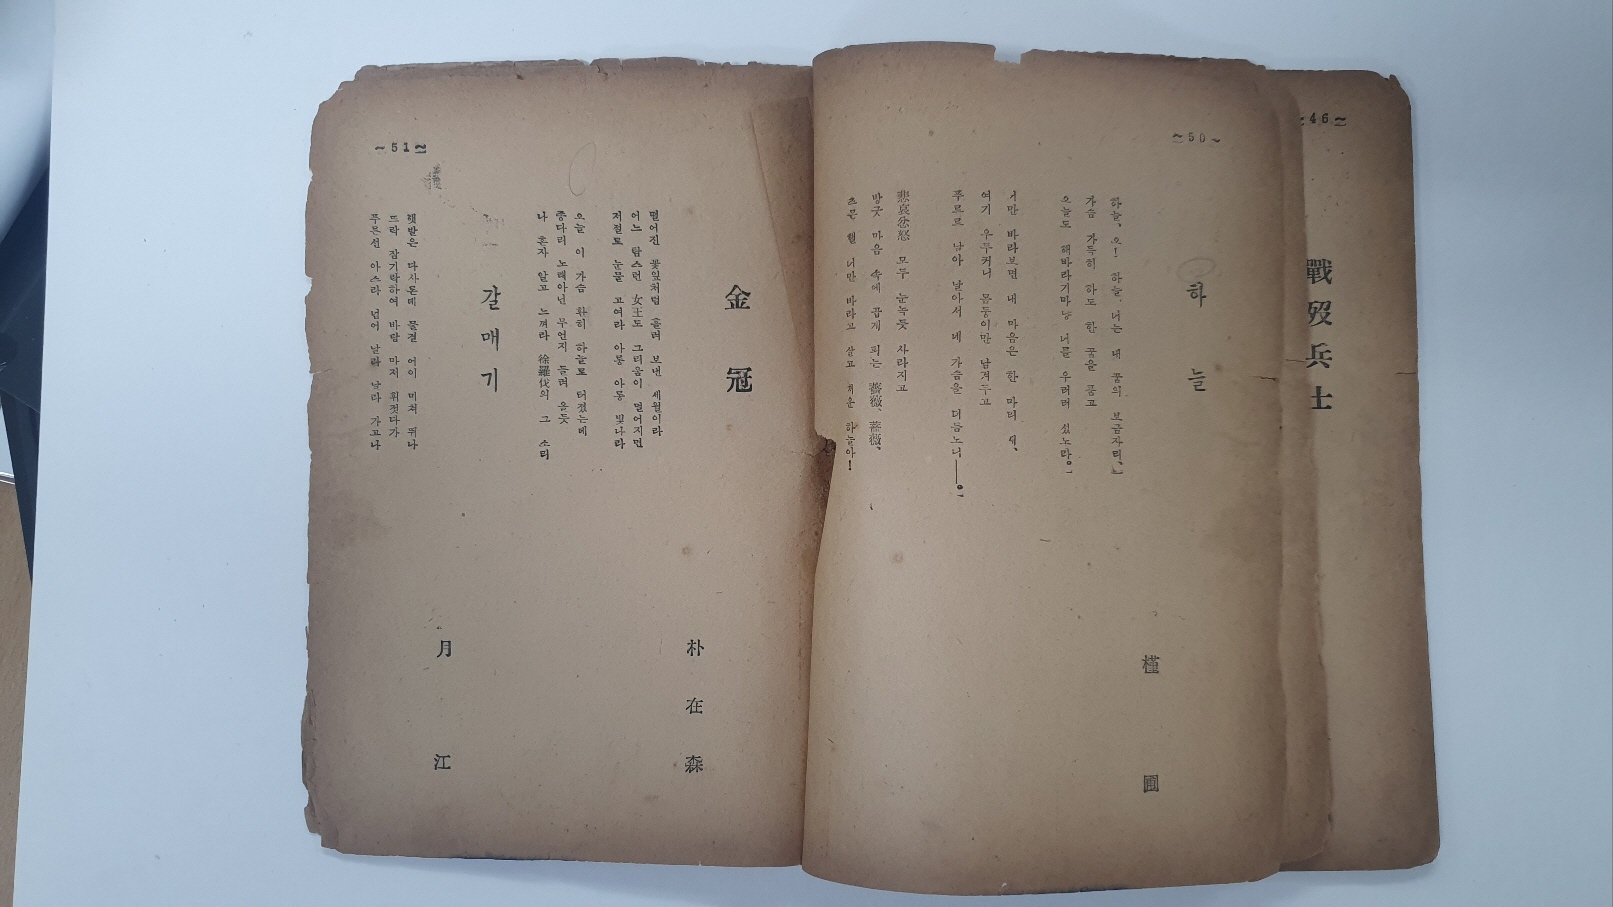 ~46~
戰歿兵士
~50~
하늘
槿圃
하늘、오! 하늘、너는 내 꿈의 보금자리、
가슴 가득히 하도 한 꿈을 품고
오늘도 해바라기마냥 너를 우러러 섰노라。
바라보면 내 마음은 한 마리 새、
여기 우두커니 몸둥이만 남겨두고
푸르르 날아 날아서 네 가슴을 더듬노니——。
悲哀忿怒 모두 눈녹듯 사라지고
방긋 마음 속에 곱게 피는 薔薇、薔薇、
너만 바라고 살고 하늘아!
~51~
金冠
朴在森
떨어진 꽃잎처럼 흘려 보낸 세월이라
어느 탐스런 女王도 그리움이 멀어지면
저절로 눈물 고여라 아롱 아롱 빛나라
오늘 이 가슴 환히 하늘로 터졌는데
종다리 노래아닌 무언지 들려 올듯
나 혼자 알고 느껴라 徐羅伐의 그 소리
갈매기
月江
햇발은 다사론데 물결 어이 미쳐 뛰나
뜨락 잠기락하여 바람 마저 휘젓다가
푸른선 아스라 넘어 날라 날라 가고나